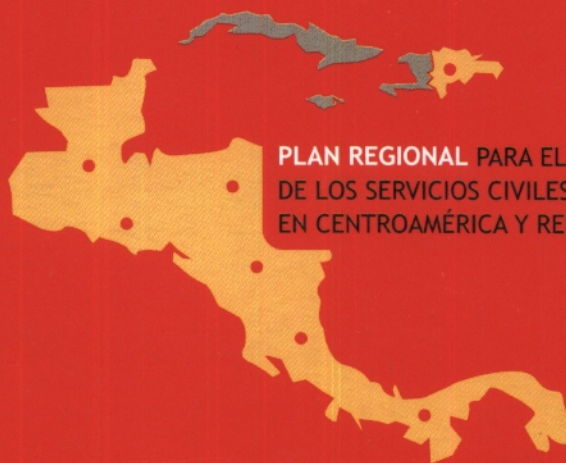 PLAN REGIONAL PARA EL
DE LOS SERVICIOS CIVILES
EN CENTROAMÉRICA Y RE